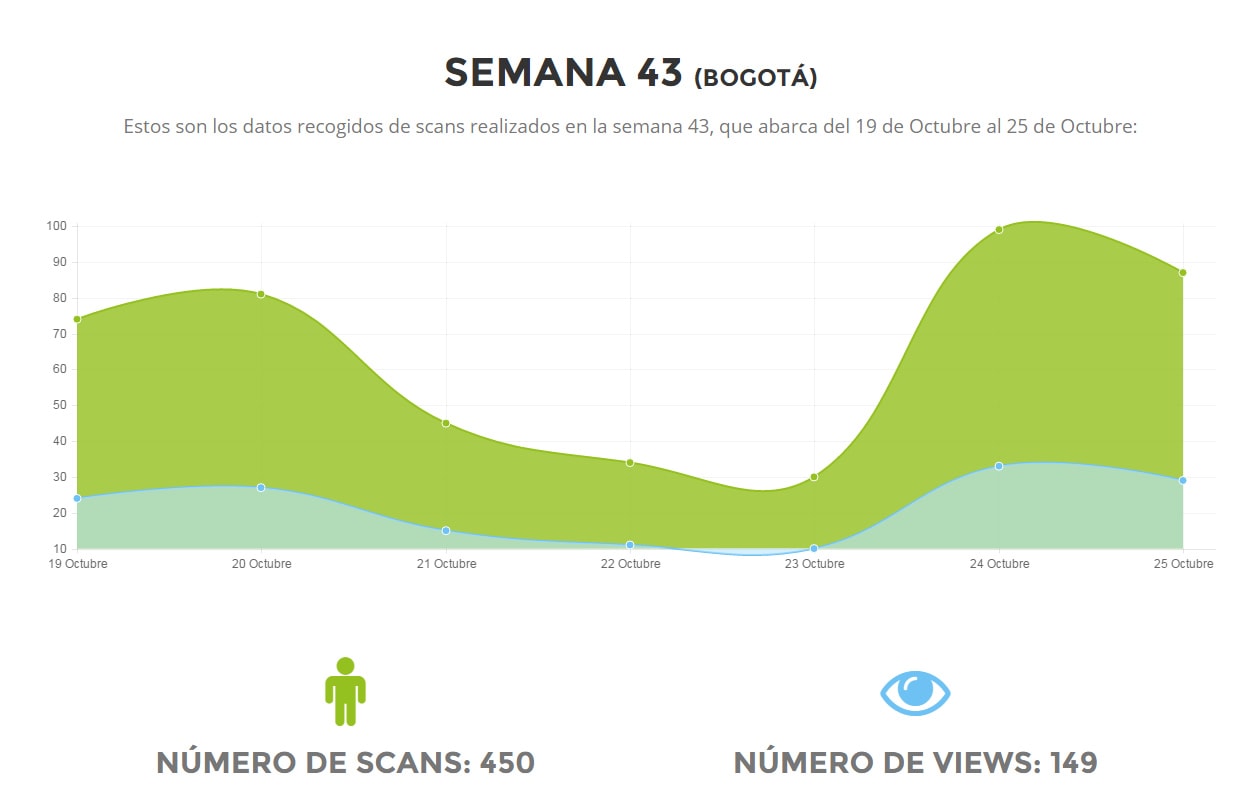 SEMANA 43 (BOGOTÁ)
Estos son los datos recogidos de scans realizados en la semana 43, que abarca del 19 de Octubre al 25 de Octubre:
100
90
80
70
60
50
40
30
20
10
19 Octubre 20 Octubre 21 Octubre 22 Octubre 23 Octubre 24 Octubre 25 Octubre
NÚMERO DE SCANS: 450 NÚMERO DE VIEWS: 149